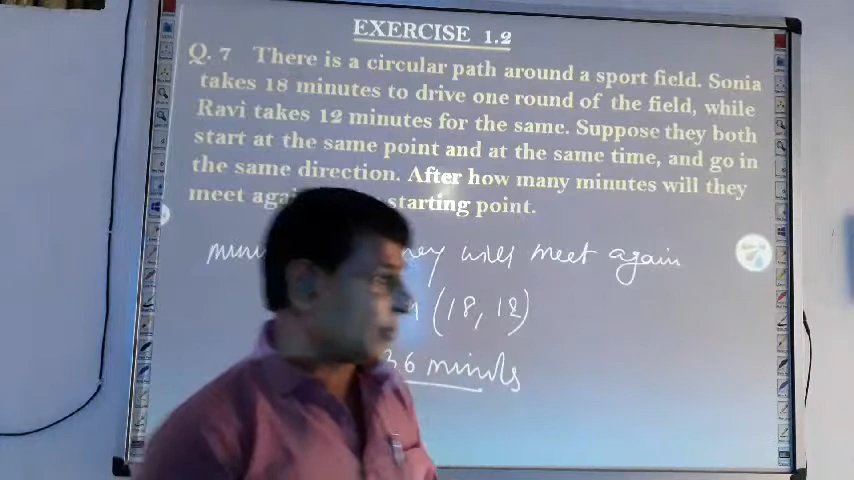 EXERCISE 1.2
Q. 7 There is a circular path around a sport field. Sonia
takes 18 minutes to drive one round of the field, while
Ravi takes 12 minutes for the same. Suppose they both
start at the same point and at the same time, and go in
the same direction. After how many minutes will they
meet starting point.
will meet again
(18, 12)
36 minuts